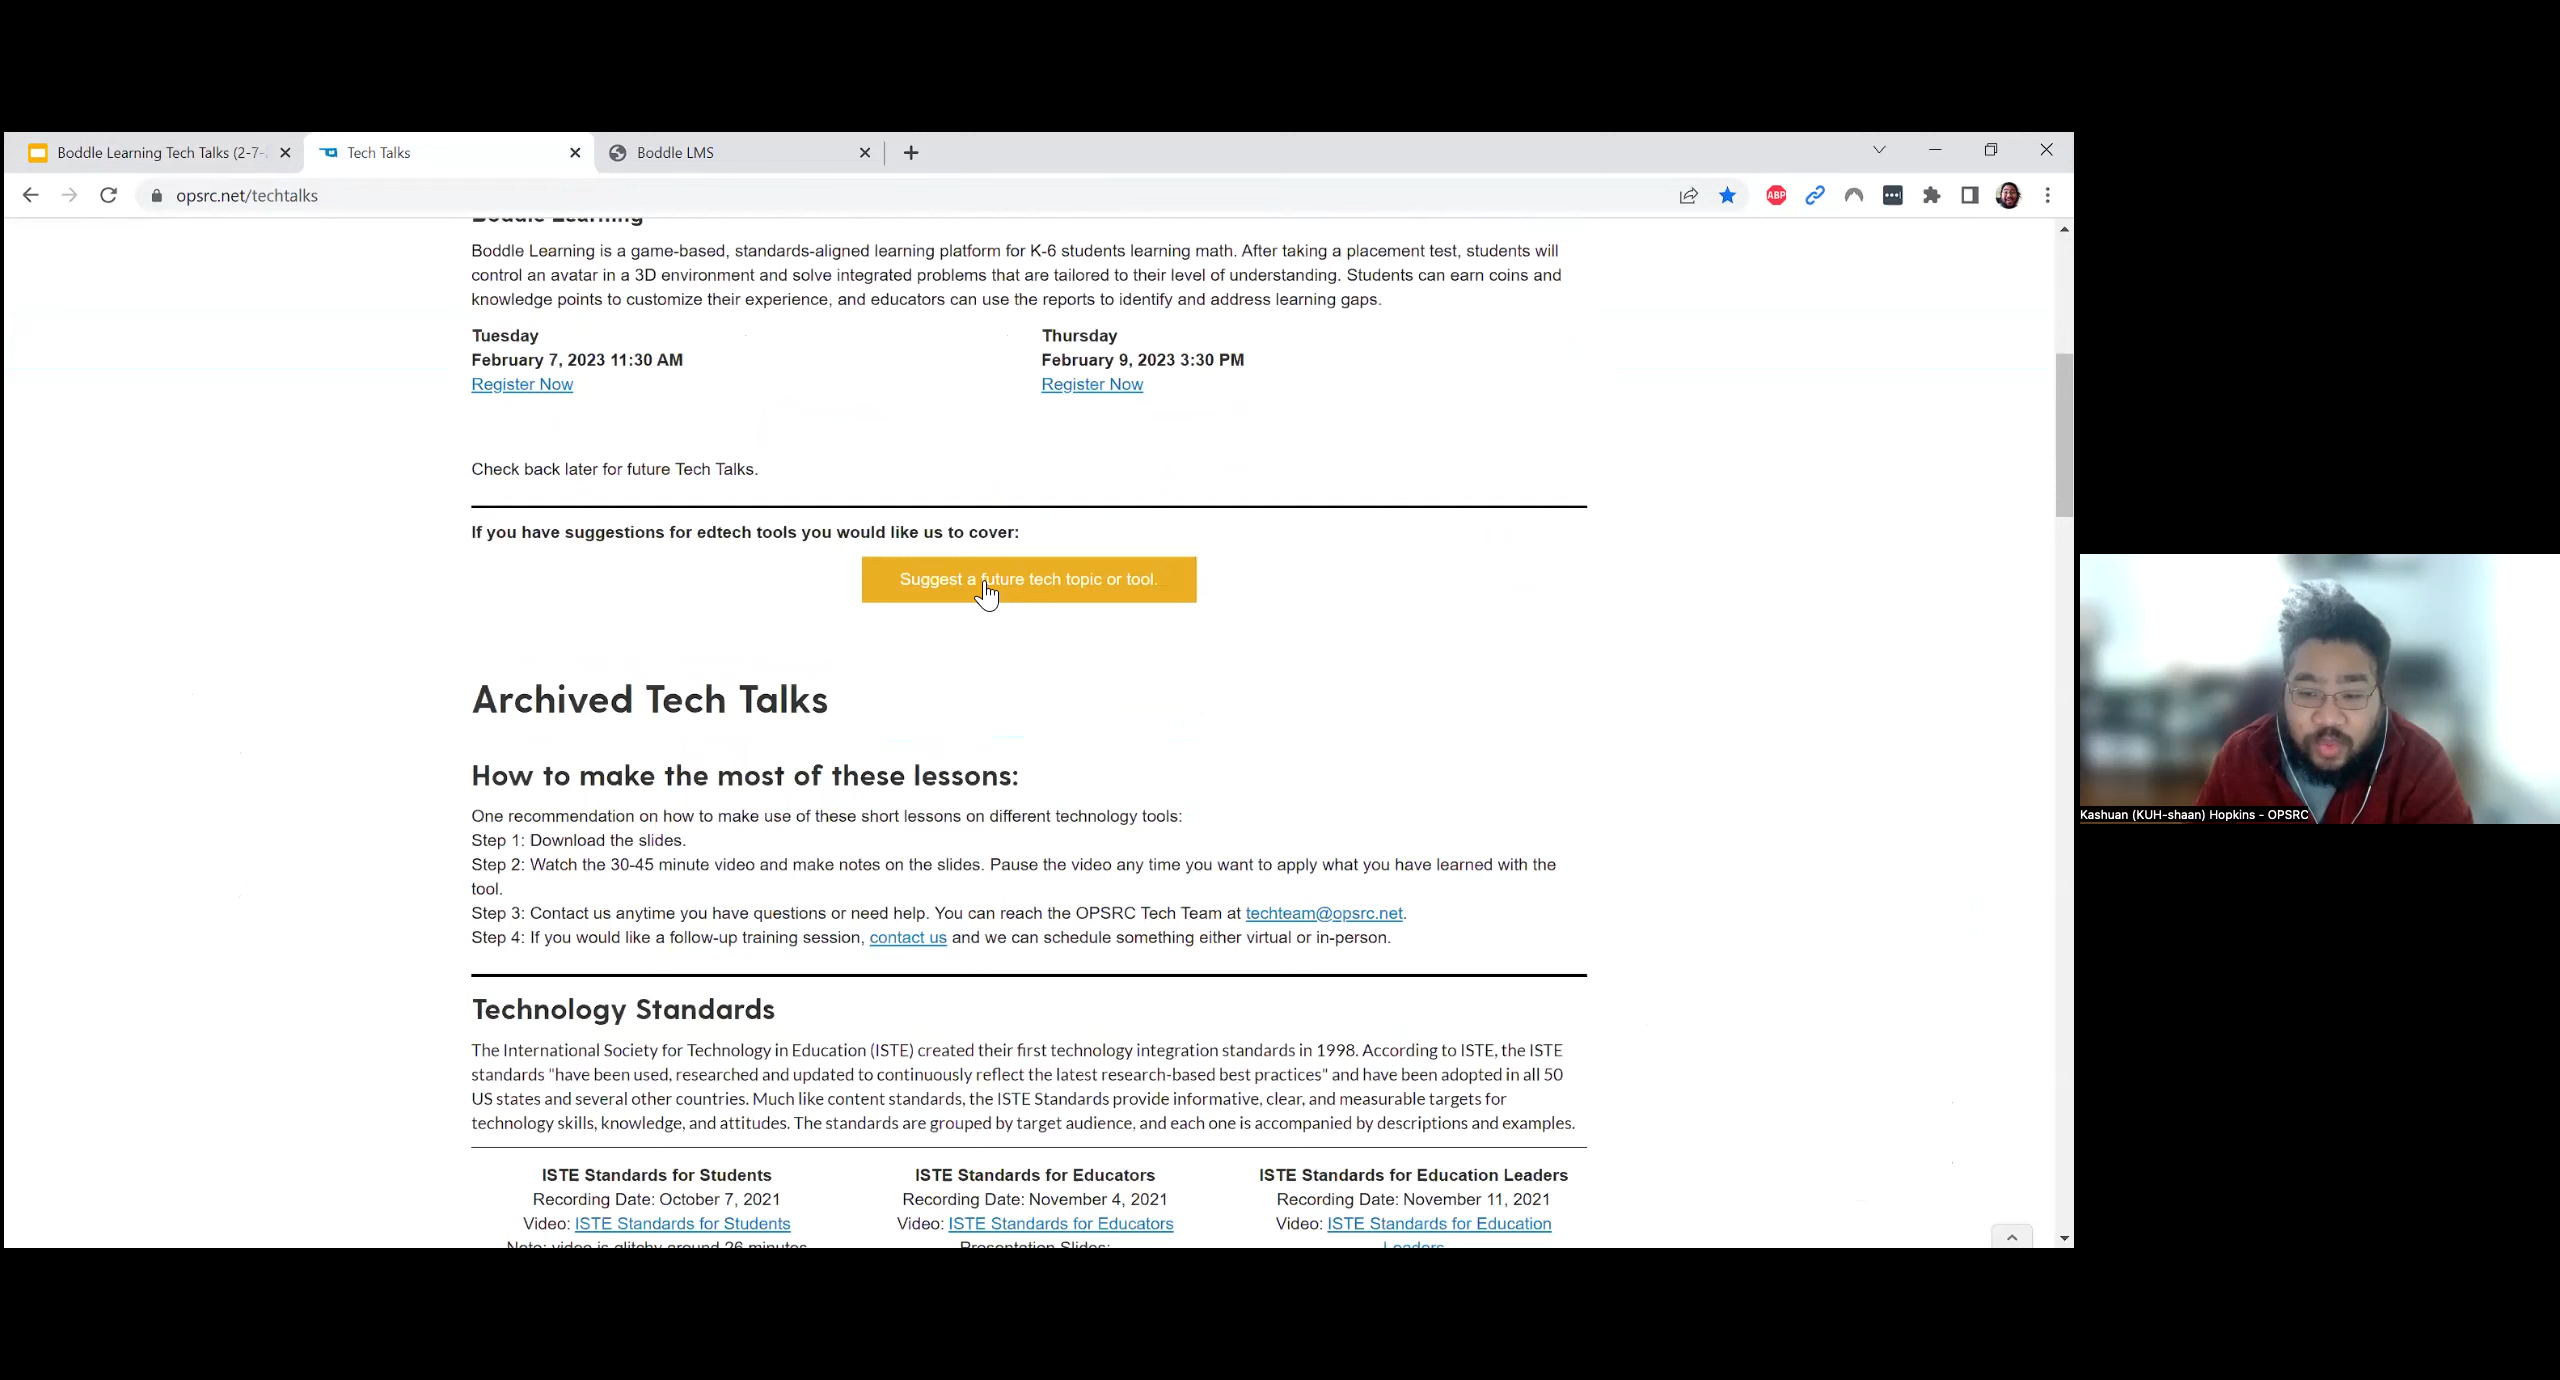 Boddle Learning Tech Talks (2-7-
Tech Talks
Boddle LMS
opsrc.net/techtalks
ABP
Boddle Learning
Boddle Learning is a game-based, standards-aligned learning platform for K-6 students learning math. After taking a placement test, students will
control an avatar in a 3D environment and solve integrated problems that are tailored to their level of understanding. Students can earn coins and
knowledge points to customize their experience, and educators can use the reports to identify and address learning gaps.
Tuesday
February 7, 2023 11:30 AM
Register Now
Thursday
February 9, 2023 3:30 PM
Register Now
Check back later for future Tech Talks.
If you have suggestions for edtech tools you would like us to cover:
Suggest a future tech topic or tool.
Archived Tech Talks
How to make the most of these lessons:
One recommendation on how to make use of these short lessons on different technology tools:
Step 1: Download the slides.
Step 2: Watch the 30-45 minute video and make notes on the slides. Pause the video any time you want to apply what you have learned with the
tool.
Step 3: Contact us anytime you have questions or need help. You can reach the OPSRC Tech Team at techteam@opsrc.net.
Step 4: If you would like a follow-up training session, contact us and we can schedule something either virtual or in-person.
Technology Standards
The International Society for Technology in Education (ISTE) created their first technology integration standards in 1998. According to ISTE, the ISTE
standards "have been used, researched and updated to continuously reflect the latest research-based best practices" and have been adopted in all 50
US states and several other countries. Much like content standards, the ISTE Standards provide informative, clear, and measurable targets for
technology skills, knowledge, and attitudes. The standards are grouped by target audience, and each one is accompanied by descriptions and examples.
ISTE Standards for Students
Recording Date: October 7, 2021
Video: ISTE Standards for Students
Note: video is glitchy around 26 minutes
ISTE Standards for Educators
Recording Date: November 4, 2021
Video: ISTE Standards for Educators
Presentation Slides:
ISTE Standards for Education Leaders
Recording Date: November 11, 2021
Video: ISTE Standards for Education
Leaders
Kashuan (KUH-shaan) Hopkins - OPSRC